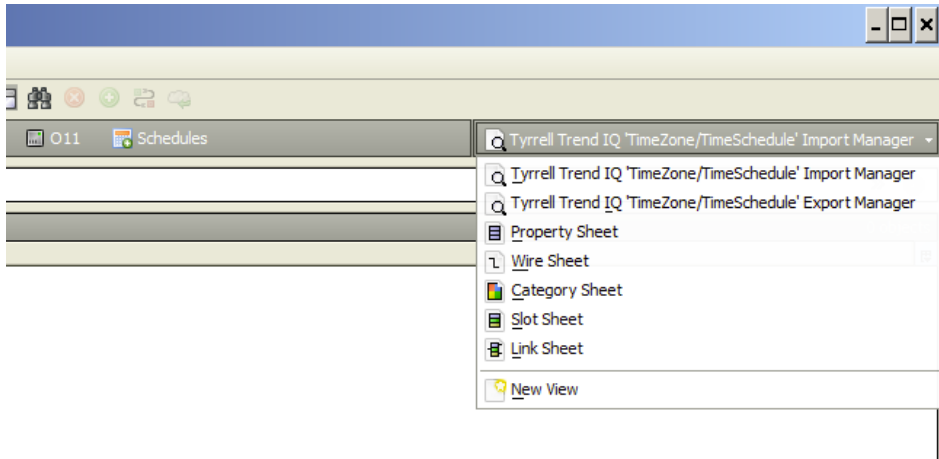 O11 Schedules Tyrrell Trend IQ 'TimeZone/TimeSchedule' Import Manager
Tyrrell Trend IQ 'TimeZone/TimeSchedule' Import Manager
Tyrrell Trend IQ 'TimeZone/TimeSchedule' Export Manager
Property Sheet
Wire Sheet
Category Sheet
Slot Sheet
Link Sheet
New View